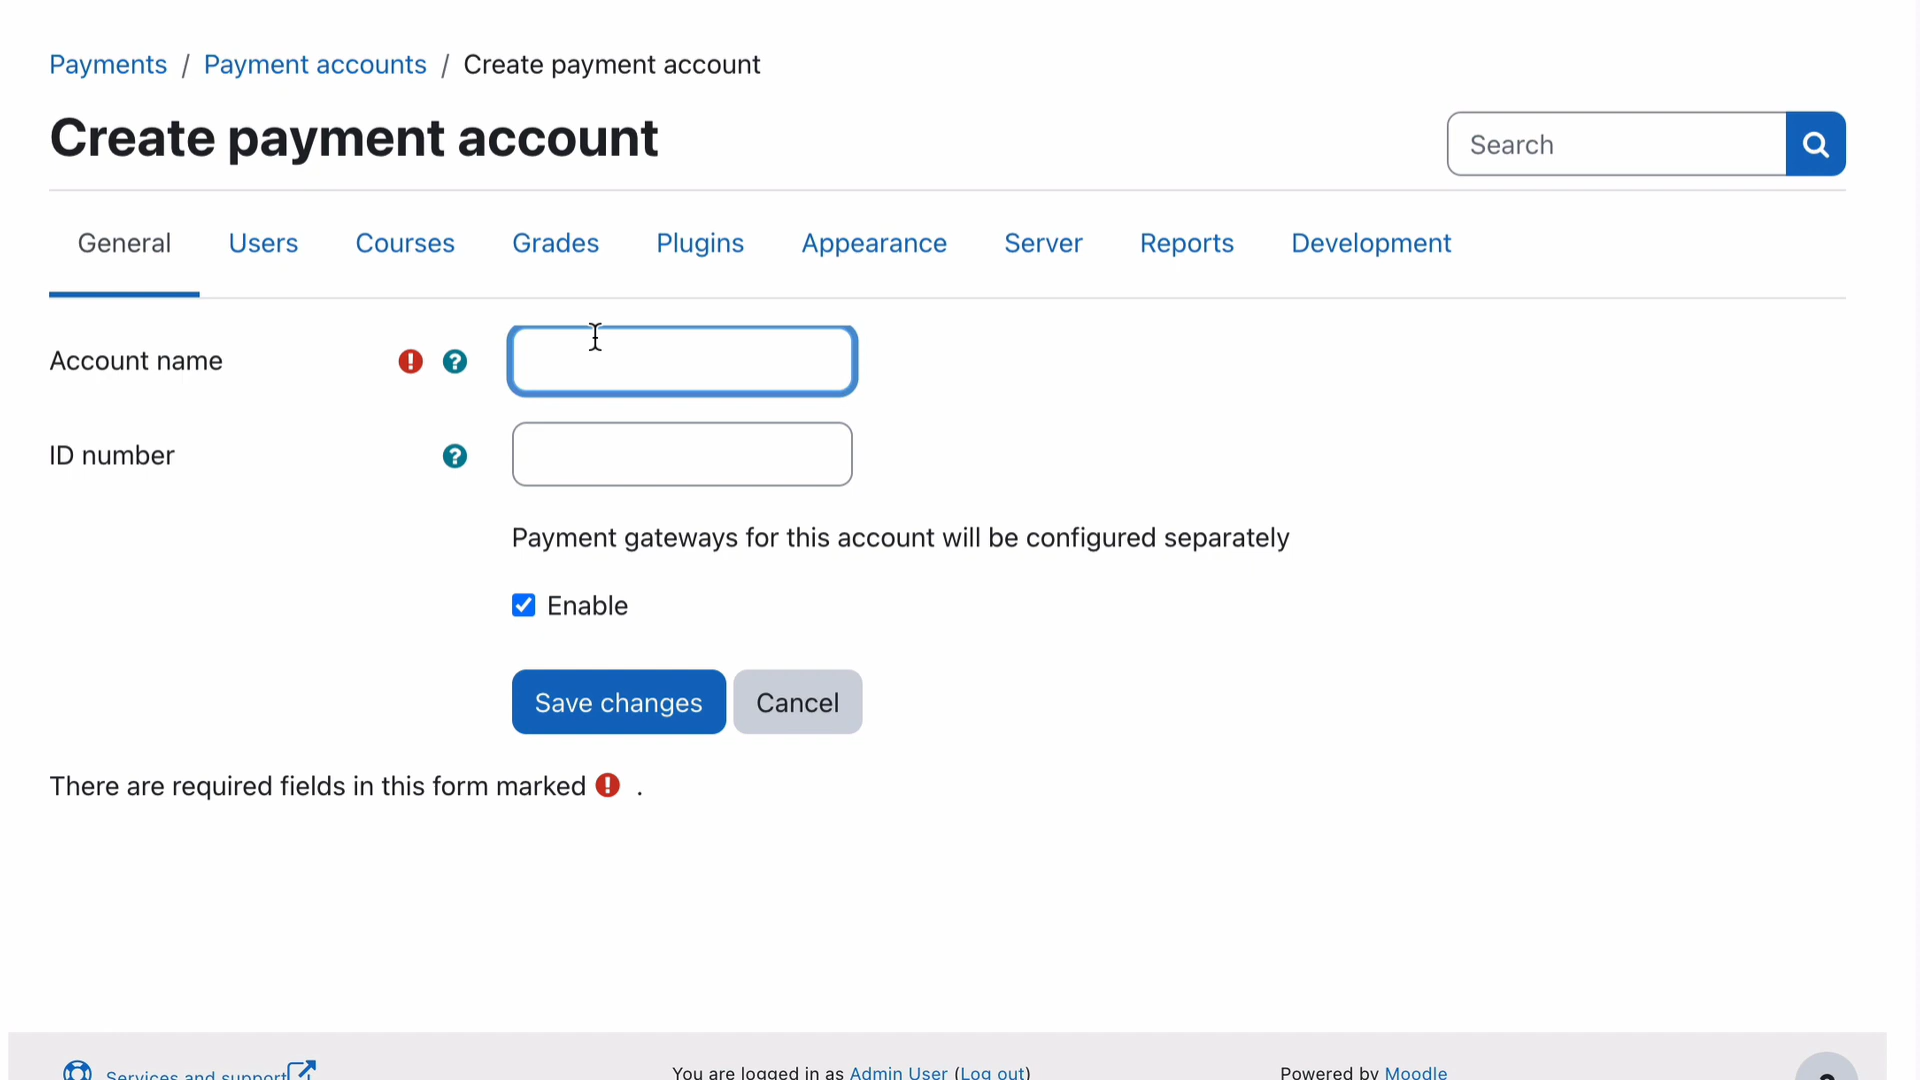 Payments / Payment accounts / Create payment account
Create payment account
Search
General Users Courses Grades Plugins Appearance Server Reports Development
Account name
ID number
Payment gateways for this account will be configured separately
Enable
Save changes Cancel
There are required fields in this form marked .
Services and support You are logged in as Admin User (Log out) Powered by Moodle